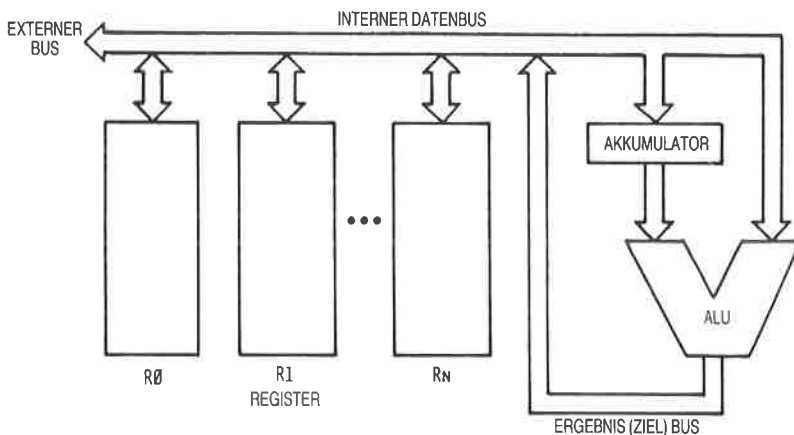 INTERNER DATENBUS
EXTERNER
BUS
AKKUMULATOR
ALU
RØ
R1
RN
REGISTER
ERGEBNIS (ZIEL) BUS